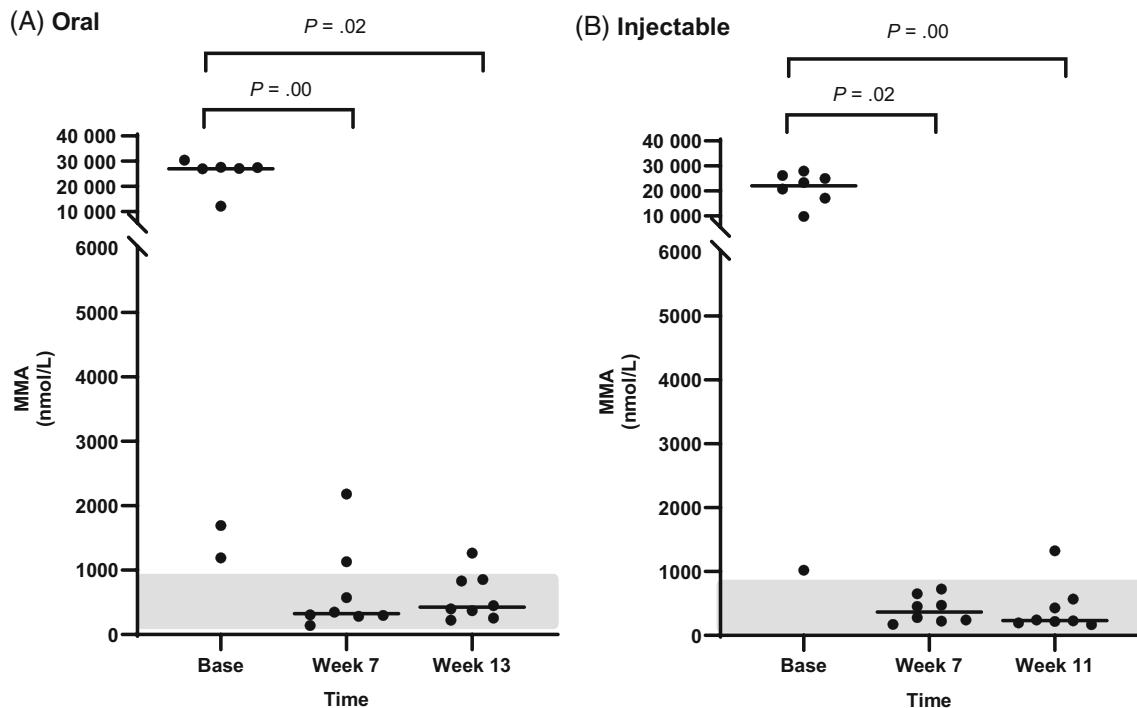 (A) Oral
P = .02
P = .00
40 000
30 000
20 000
10 000
6000
5000
4000
3000
2000
1000
0
MMA
(nmol/L)
Base
Week 7
Week 13
Time
(B) Injectable
P = .00
P = .02
40 000
30 000
20 000
10 000
6000
5000
4000
3000
2000
1000
0
MMA
(nmol/L)
Base
Week 7
Week 11
Time